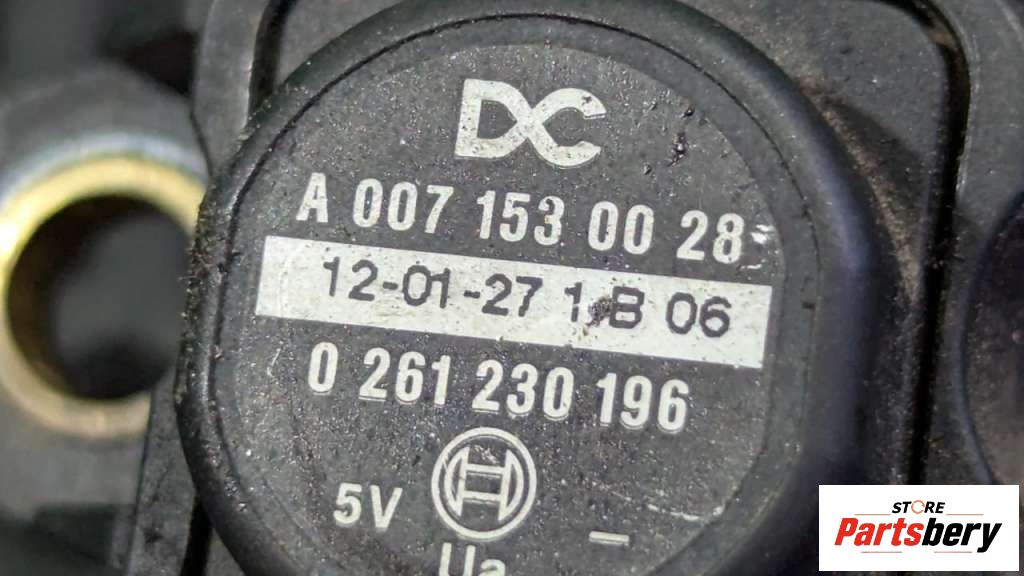 DC
A 007 153 00 28
12-01-27 1 B 06
0 261 230 196
5V
Ua
STORE
Partsbery